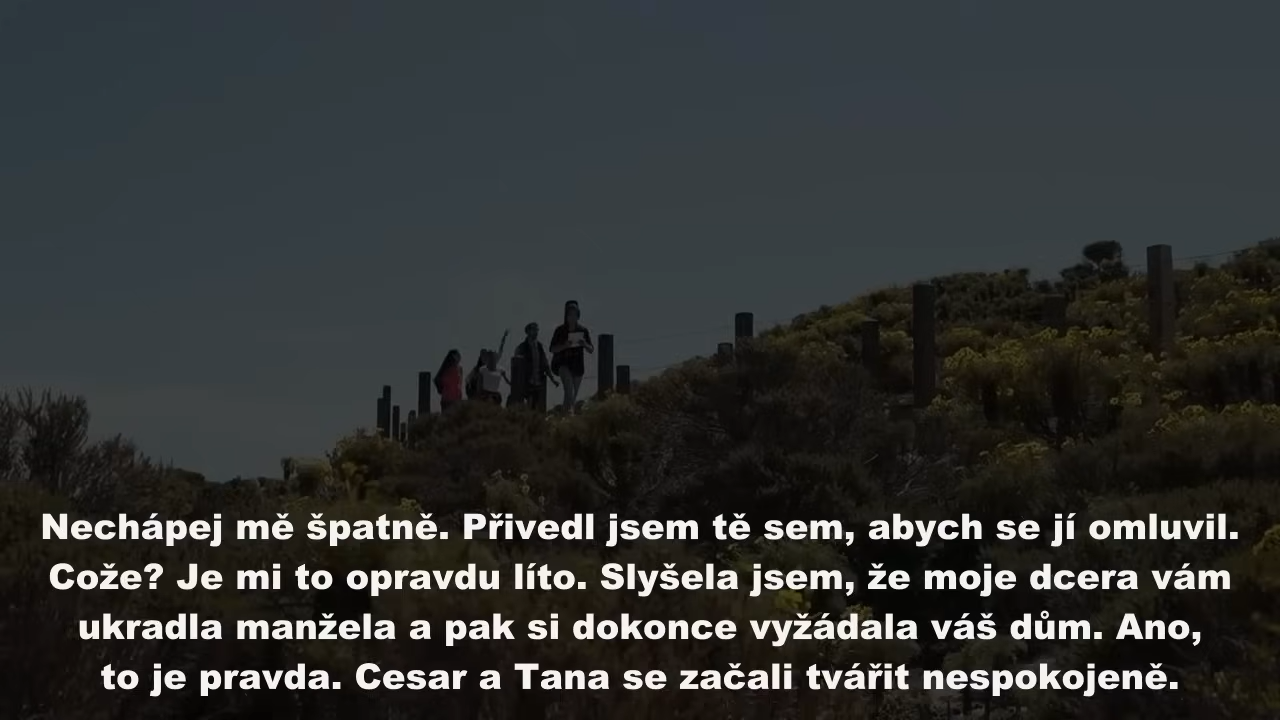 Nechápej mě špatně. Přivedl jsem tě sem, abych se jí omluvil.
Cože? Je mi to opravdu líto. Slyšela jsem, že moje dcera vám
ukradla manžela a pak si dokonce vyžádala váš dům. Ano,
to je pravda. Cesar a Tana se začali tvářit nespokojeně.